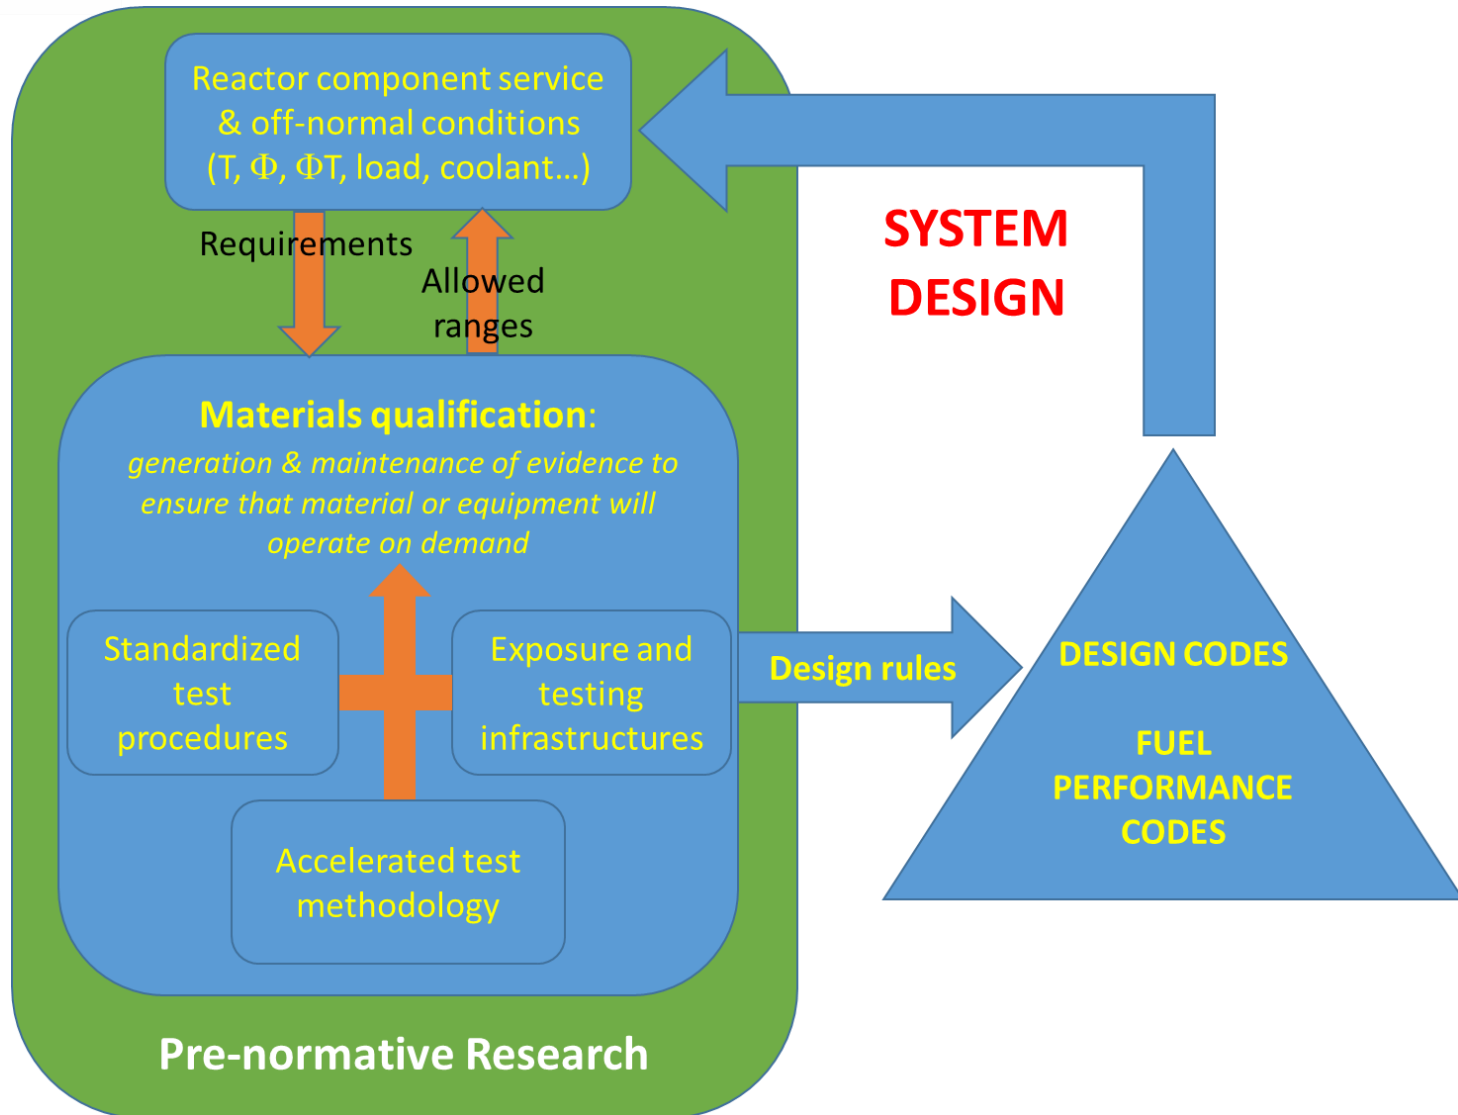 Reactor component service
& off-normal conditions
(T, Φ, ΦT, load, coolant…)
Requirements
Allowed
ranges
SYSTEM
DESIGN
Materials qualification:
generation & maintenance of evidence to
ensure that material or equipment will
operate on demand
Standardized
test
procedures
Exposure and
testing
infrastructures
Accelerated test
methodology
Design rules
DESIGN CODES
FUEL
PERFORMANCE
CODES
Pre-normative Research